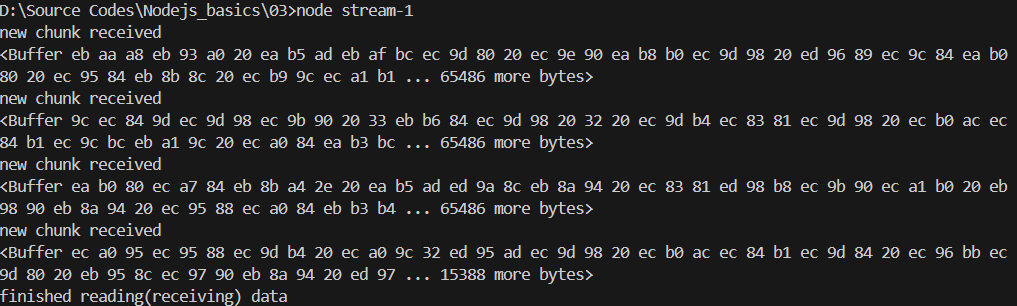 D:\Source Codes\Nodejs_basics\03>node stream-1
new chunk received
<Buffer eb aa a8 eb 93 a0 20 ea b5 ad eb af bc ec 9d 80 20 ec 9e 90 ea b8 b0 ec 9d 98 20 ed 96 89 ec 9c 84 ea b0
80 20 ec 95 84 eb 8b 8c 20 ec b9 9c ec a1 b1 ... 65486 more bytes>
new chunk received
<Buffer 9c ec 84 9d ec 9d 98 ec 9b 90 20 33 eb b6 84 ec 9d 98 20 32 20 ec 9d b4 ec 83 81 ec 9d 98 20 ec b0 ac ec
84 b1 ec 9c bc eb a1 9c 20 ec a0 84 ea b3 bc ... 65486 more bytes>
new chunk received
<Buffer ea b0 80 ec a7 84 eb 8b a4 2e 20 ea b5 ad ed 9a 8c eb 8a 94 20 ec 83 81 ed 98 b8 ec 9b 90 ec a1 b0 20 eb
98 90 eb 8a 94 20 ec 95 88 ec a0 84 eb b3 b4 ... 65486 more bytes>
new chunk received
<Buffer ec a0 95 ec 95 88 ec 9d b4 20 ec a0 9c 32 ed 95 ad ec 9d 98 20 ec b0 ac ec 84 b1 ec 9d 84 20 ec 96 bb ec
9d 80 20 eb 95 8c ec 97 90 eb 8a 94 20 ed 97 ... 15388 more bytes>
finished reading(receiving) data